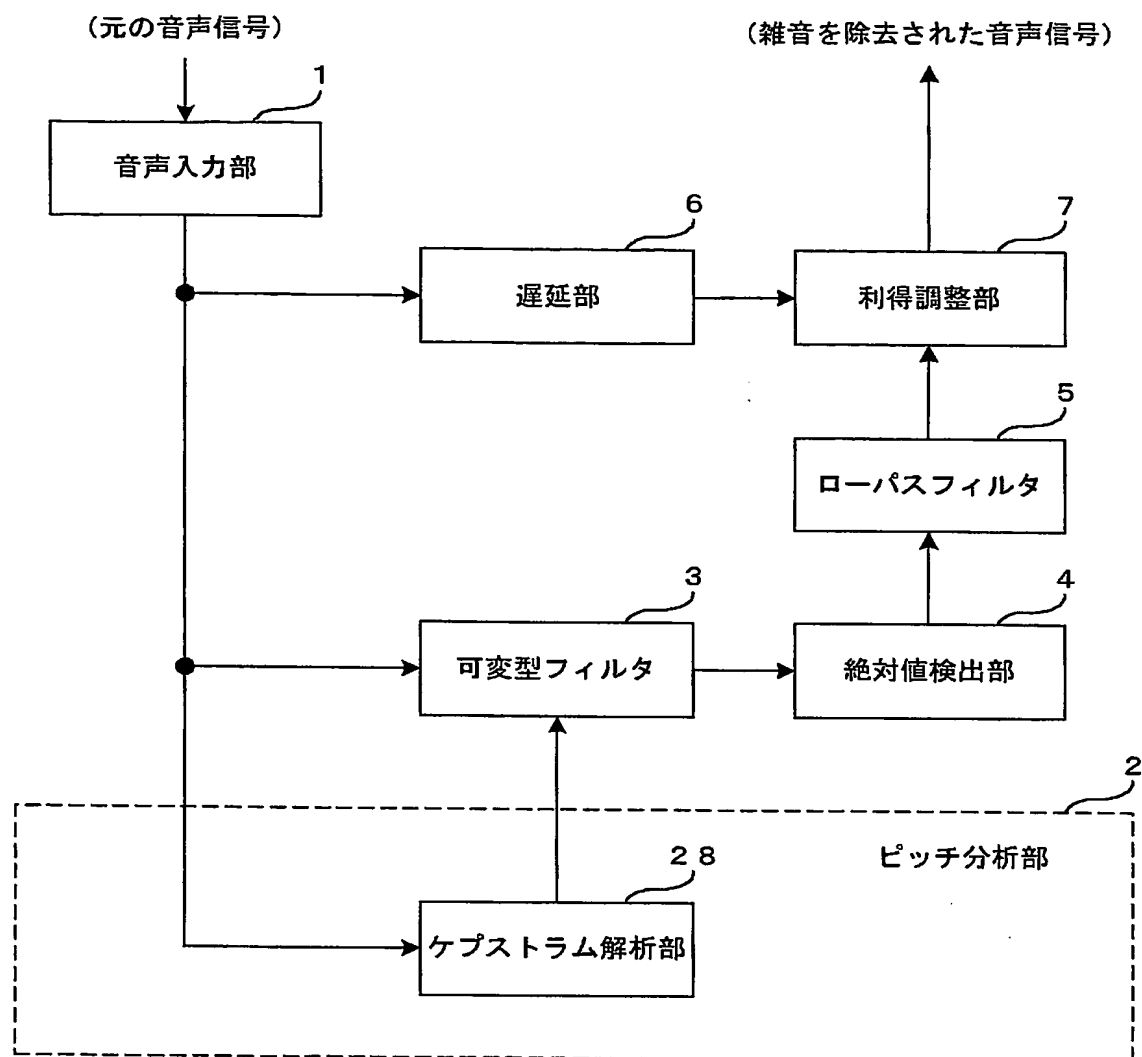 (元の音声信号)
(雑音を除去された音声信号)
1
音声入力部
6
遅延部
7
利得調整部
5
ローパスフィルタ
3
可変型フィルタ
4
絶対値検出部
2
ピッチ分析部
28
ケプストラム解析部